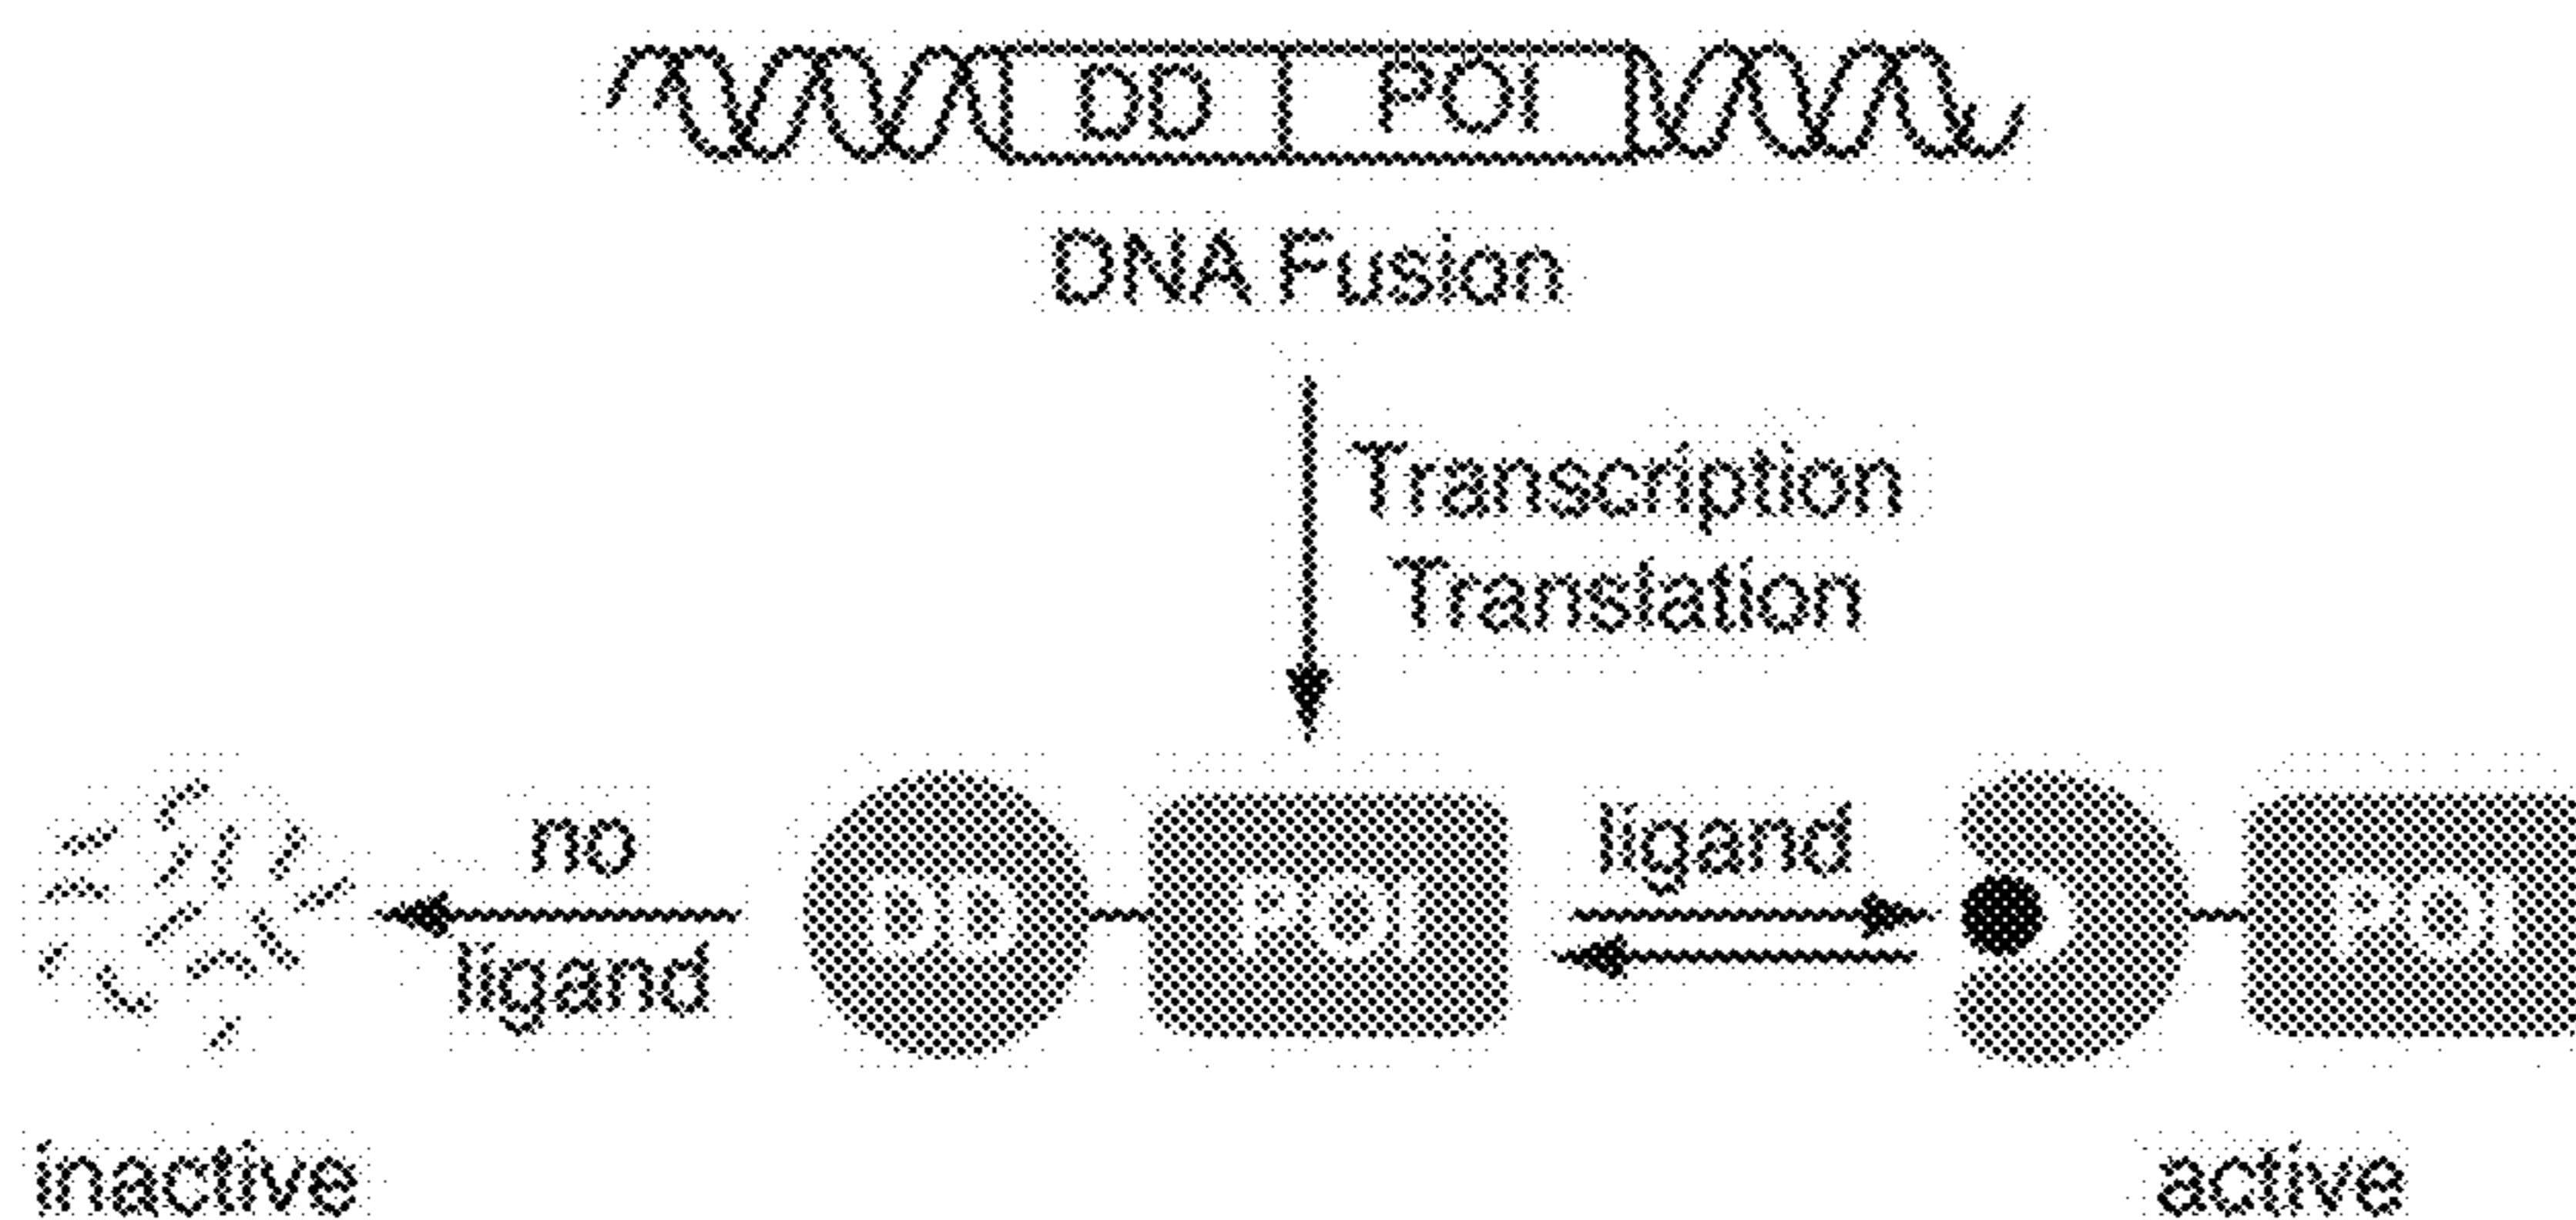 DD POI
DNA Fusion
Transcription
Translation
no
ligand
DD
POI
ligand
POI
inactive
active